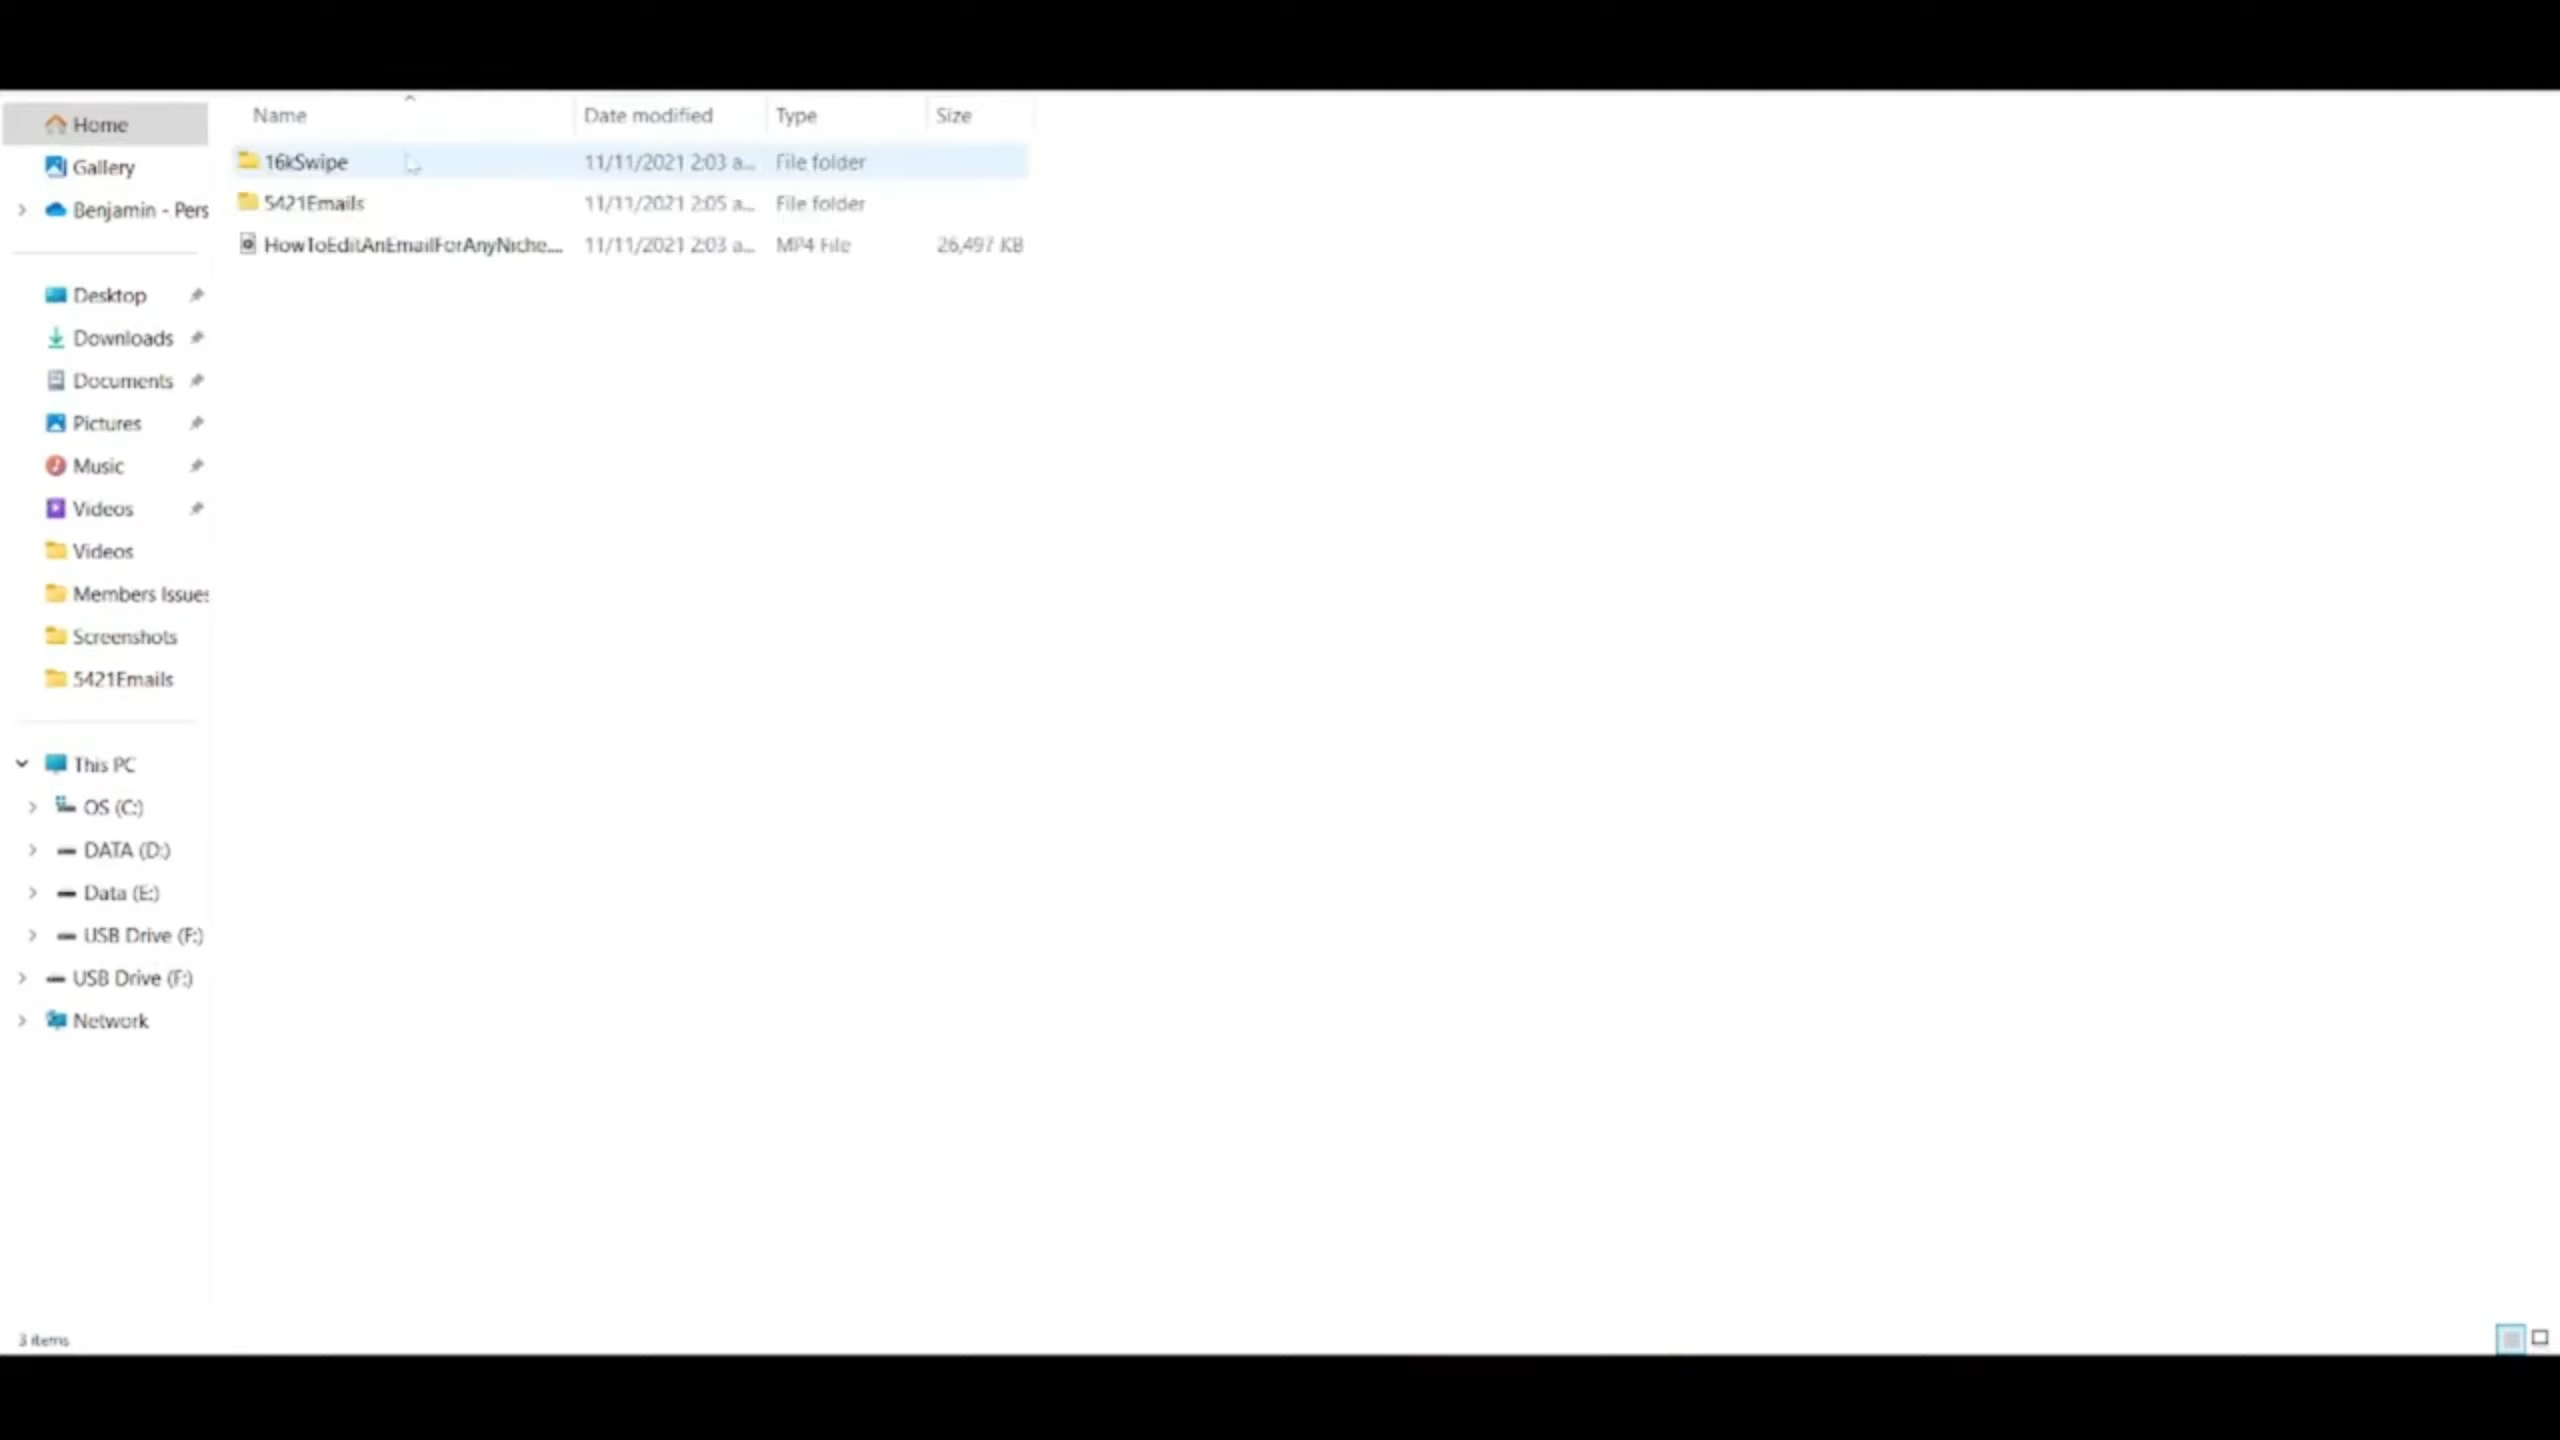 Name Date modified Type Size
16kSwipe 11/11/2021 2:03 a... File folder
5421Emails 11/11/2021 2:05 a... File folder
HowToEditAnEmailForAnyNiche.... 11/11/2021 2:03 a... MP4 File 26,497 KB
Home
Gallery
Benjamin - Pers
Desktop
Downloads
Documents
Pictures
Music
Videos
Videos
Members Issues
Screenshots
5421Emails
This PC
OS (C:)
DATA (D:)
Data (E:)
USB Drive (F:)
USB Drive (F:)
Network
3 items